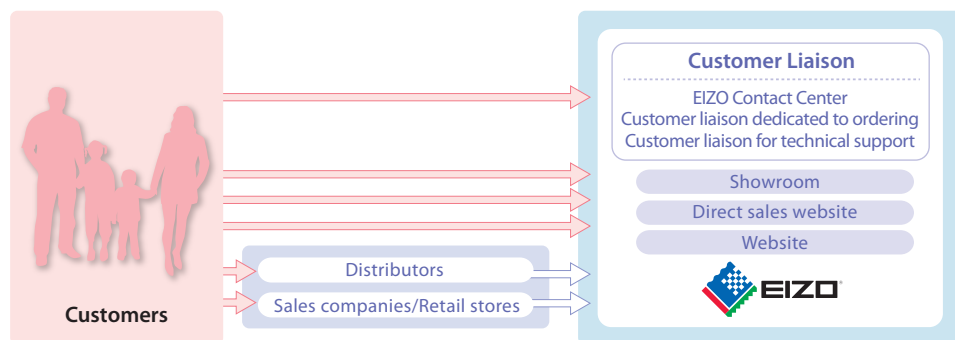 Customers
Distributors
Sales companies/Retail stores
Customer Liaison
EIZO Contact Center
Customer liaison dedicated to ordering
Customer liaison for technical support
Showroom
Direct sales website
Website
EIZO